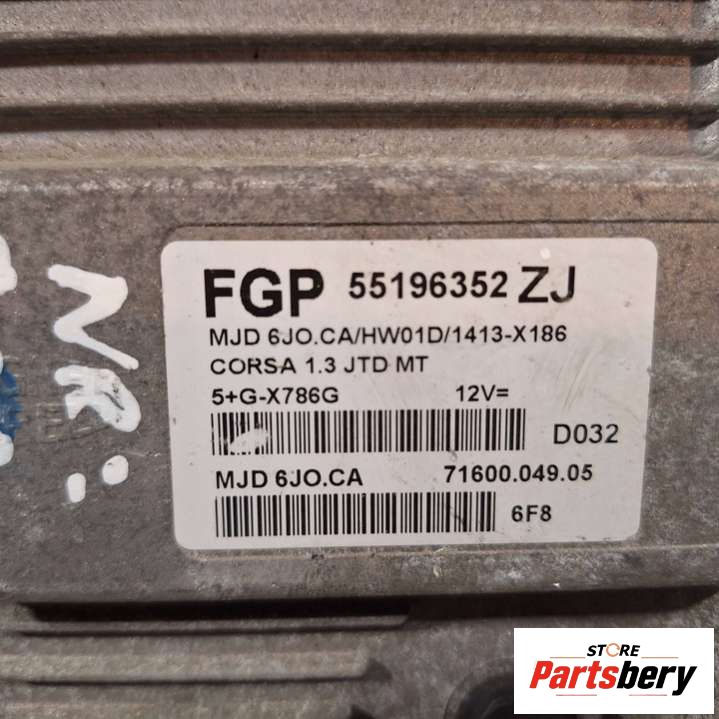 FGP 55196352 ZJ
MJD 6JO.CA/HW01D/1413-X186
CORSA 1.3 JTD MT
5+G-X786G 12V=
D032
MJD 6JO.CA 71600.049.05
6F8
NR:
STORE
Partsbery